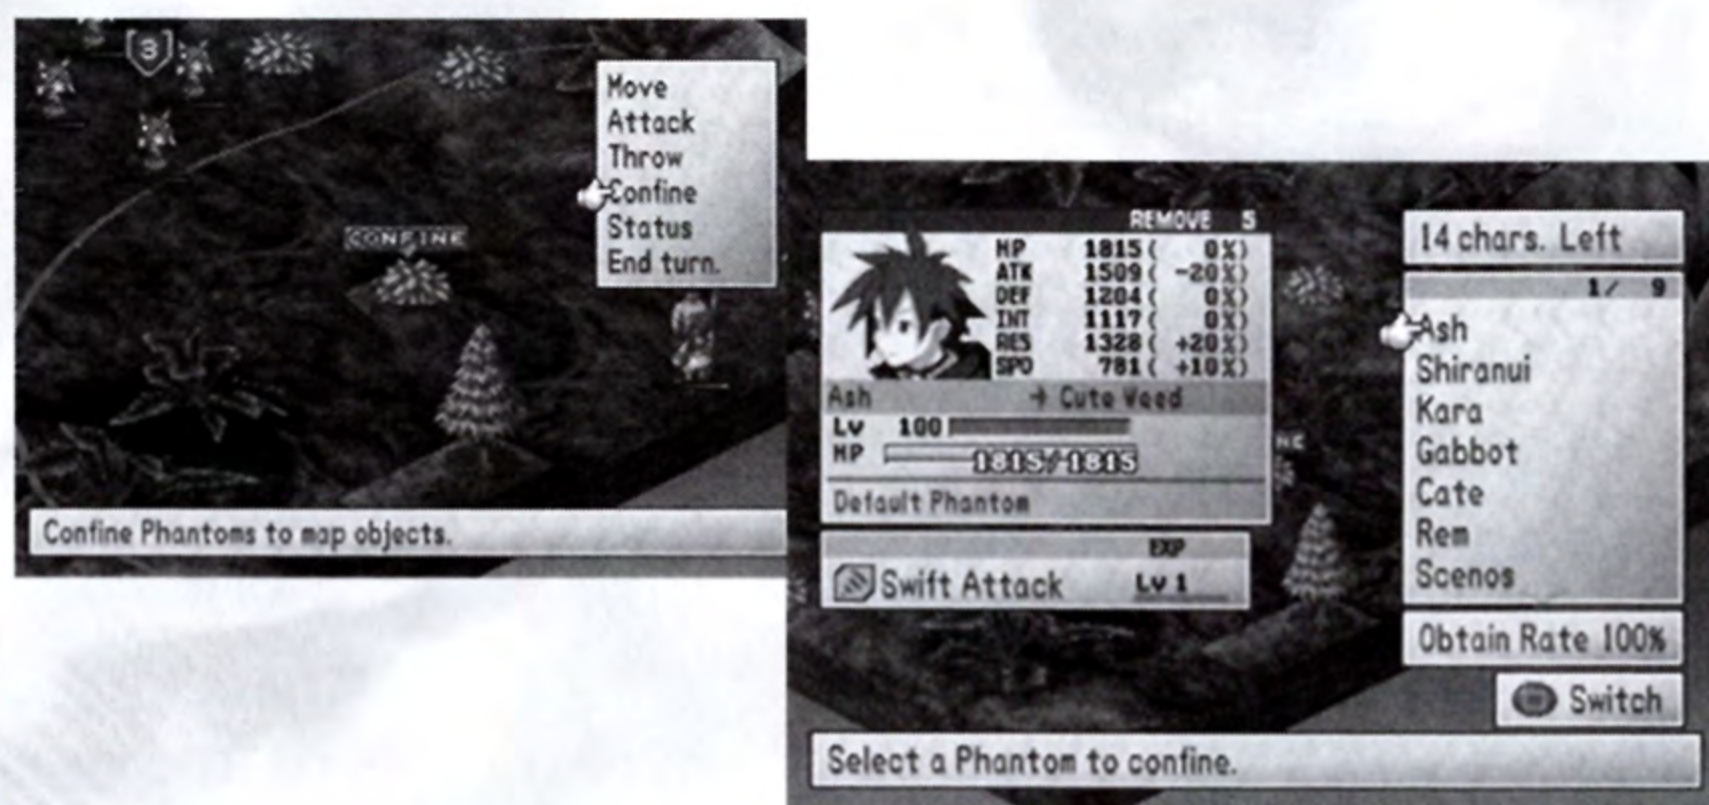 3
Move
Attack
Throw
Confine
Status
End turn.
CONFINE
Confine Phantoms to map objects.
REMOVE 5
HP 1815( 0%)
ATK 1509( -20%)
DEF 1204( 0%)
INT 1117( 0%)
RES 1328( +20%)
SPD 781( +10%)
Ash → Cute Weed
Lv 100
HP 1815/1815
Default Phantom
EXP
Swift Attack Lv 1
14 chars. Left
1/ 9
Ash
Shiranui
Kara
Gabbot
Cate
Rem
Scenos
Obtain Rate 100%
Switch
Select a Phantom to confine.